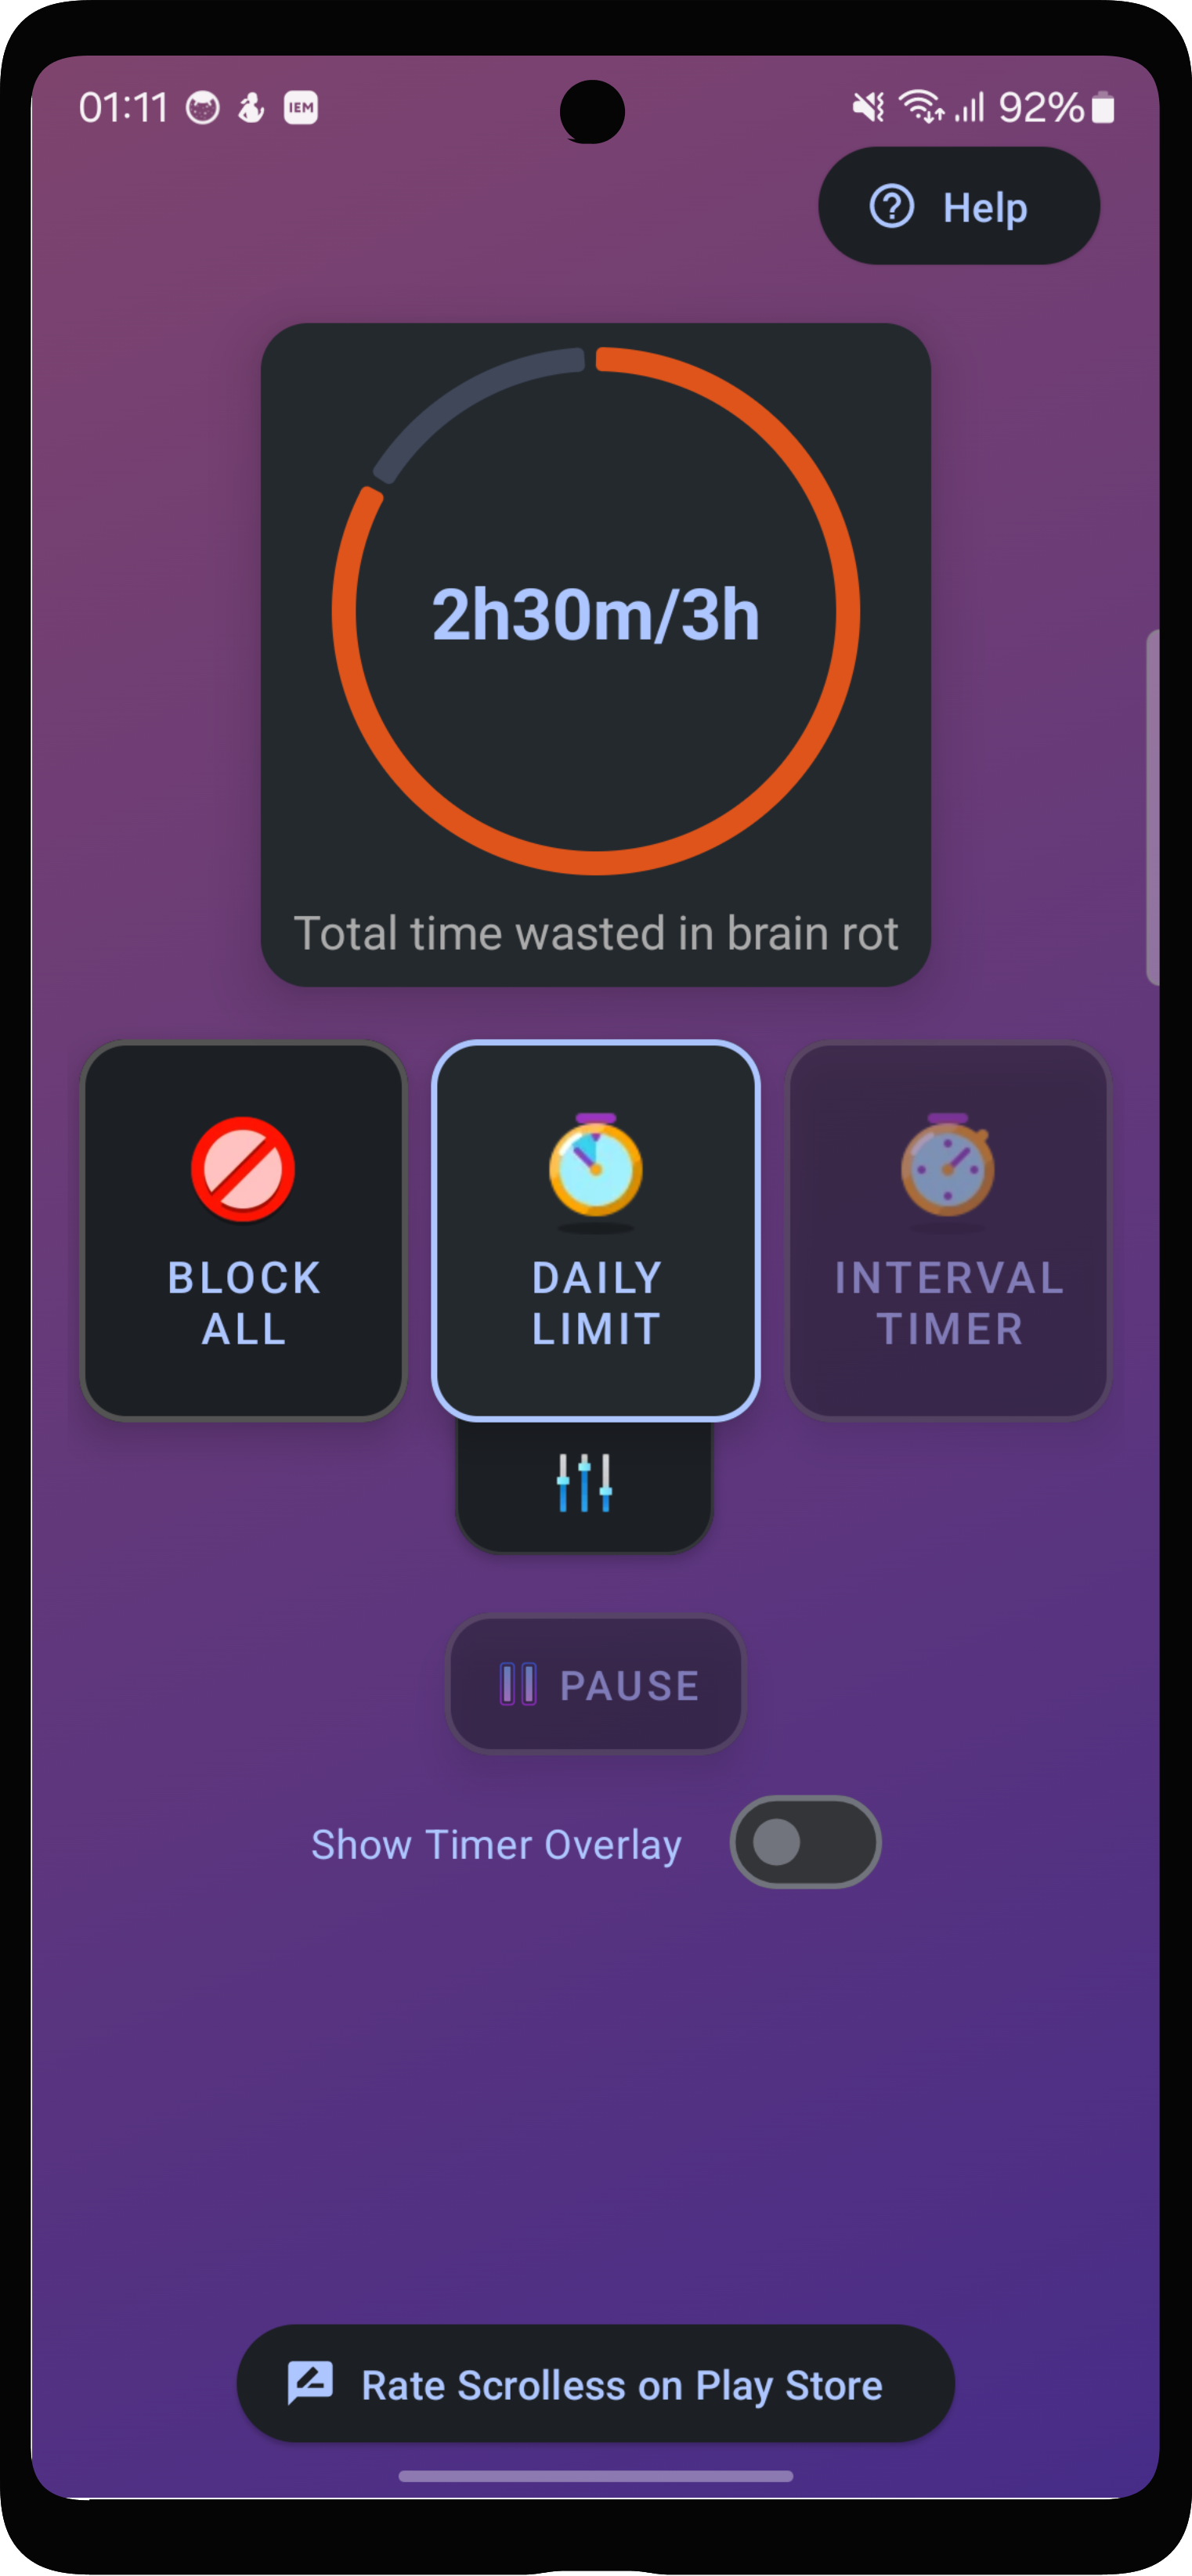 01:11 IEM 92%
Help
2h30m/3h
Total time wasted in brain rot
BLOCK
ALL
DAILY
LIMIT
INTERVAL
TIMER
PAUSE
Show Timer Overlay
Rate Scrolless on Play Store